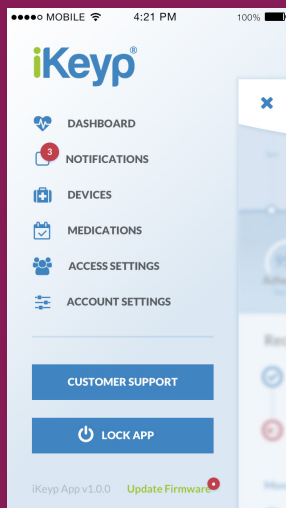 MOBILE 4:21 PM 100%
iKeyp®
DASHBOARD
3
NOTIFICATIONS
DEVICES
MEDICATIONS
ACCESS SETTINGS
ACCOUNT SETTINGS
CUSTOMER SUPPORT
LOCK APP
iKeyp App v1.0.0 Update Firmware